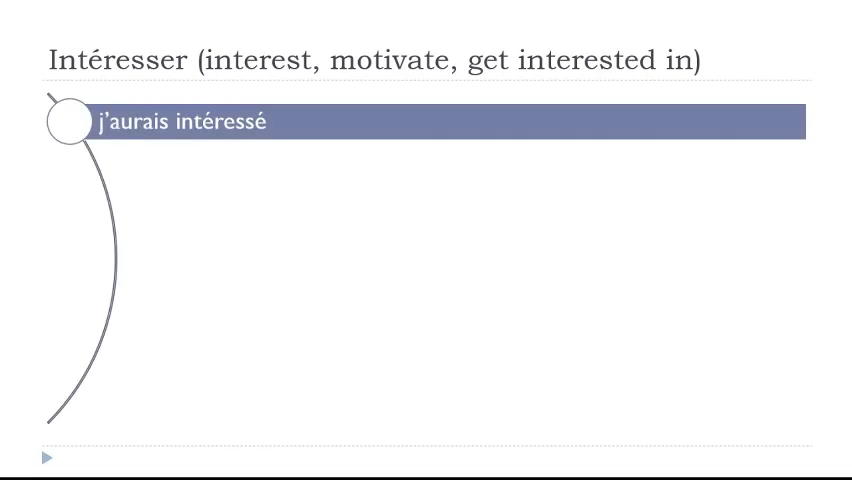 Intéresser (interest, motivate, get interested in)
j’aurais intéressé